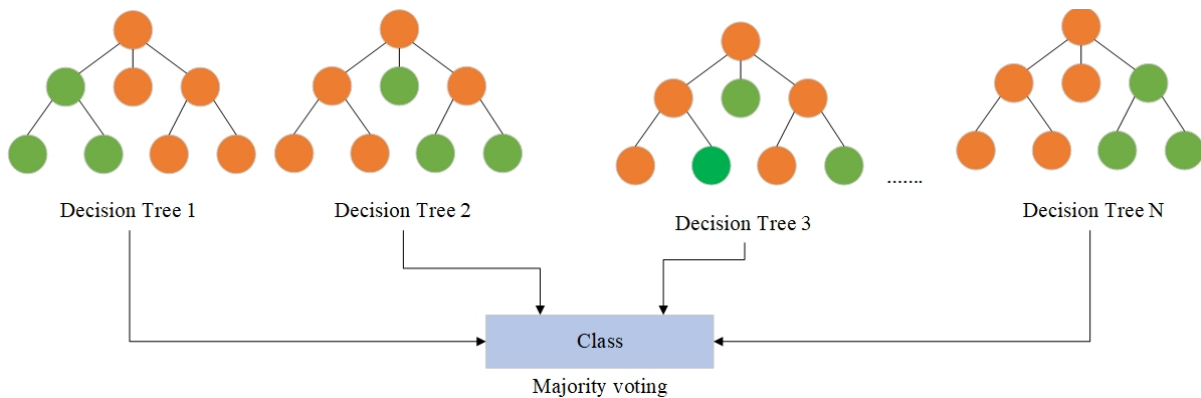 Decision Tree 1
Decision Tree 2
Decision Tree 3
.......
Decision Tree N
Class
Majority voting